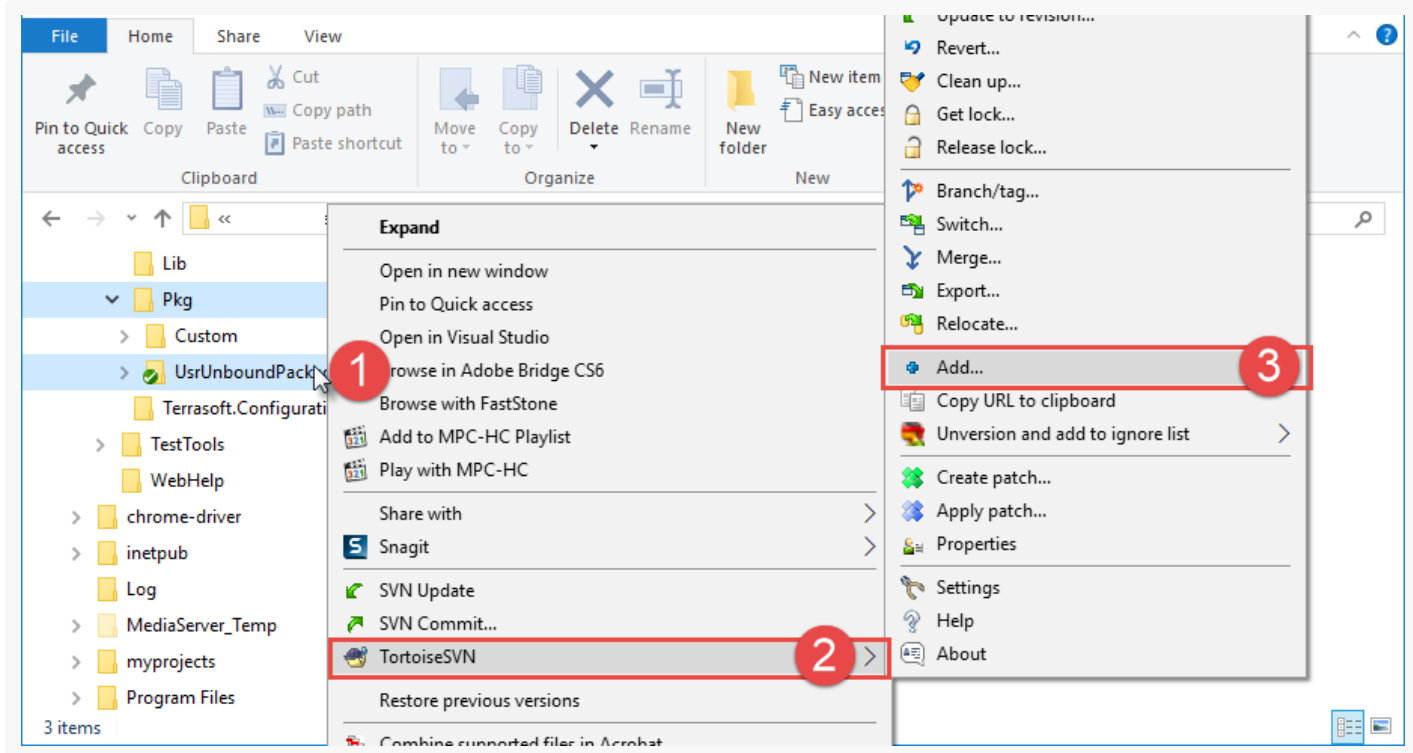 File Home Share View
Pin to Quick access
Copy
Paste
Cut
Copy path
Paste shortcut
Clipboard
Move to
Copy to
Delete
Rename
Organize
New folder
New item
Easy acces
New
Lib
Pkg
Custom
UsrUnboundPack
Terrasoft.Configurati
TestTools
WebHelp
chrome-driver
inetpub
Log
MediaServer_Temp
myprojects
Program Files
3 items
1
Expand
Open in new window
Pin to Quick access
Open in Visual Studio
rowse in Adobe Bridge CS6
Browse with FastStone
Add to MPC-HC Playlist
Play with MPC-HC
Share with
Snagit
SVN Update
SVN Commit...
TortoiseSVN
2
Restore previous versions
Combine supported files in Acrobat
Update to revision...
Revert...
Clean up...
Get lock...
Release lock...
Branch/tag...
Switch...
Merge...
Export...
Relocate...
Add...
3
Copy URL to clipboard
Unversion and add to ignore list
Create patch...
Apply patch...
Properties
Settings
Help
About